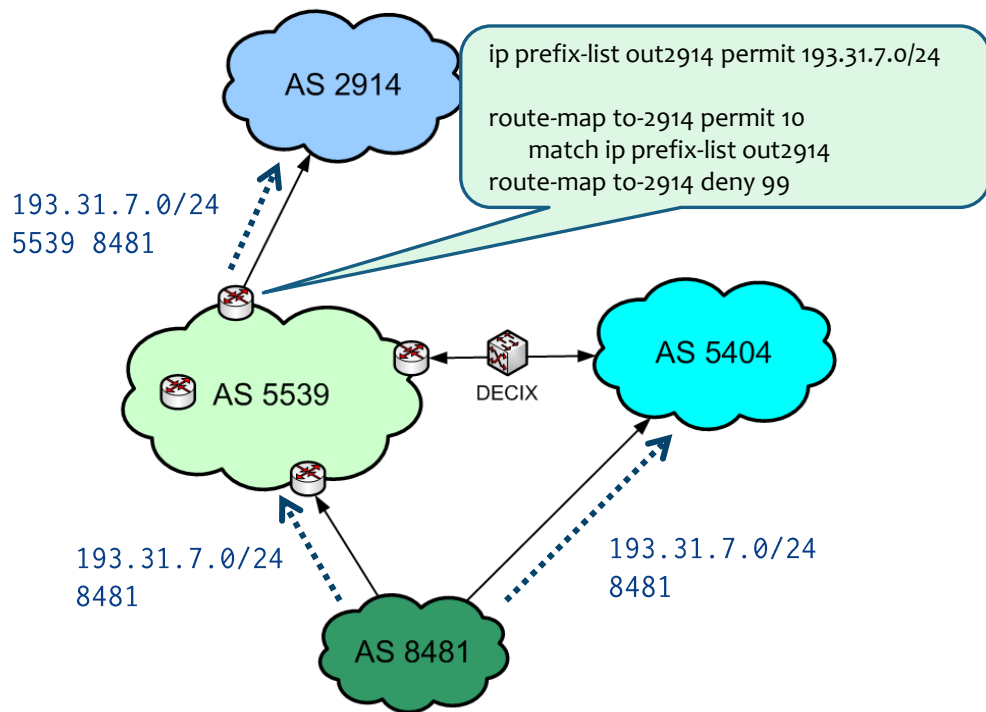 AS 2914
ip prefix-list out2914 permit 193.31.7.0/24
route-map to-2914 permit 10
match ip prefix-list out2914
route-map to-2914 deny 99
193.31.7.0/24
5539 8481
AS 5539
DECIX
AS 5404
193.31.7.0/24
8481
193.31.7.0/24
8481
AS 8481